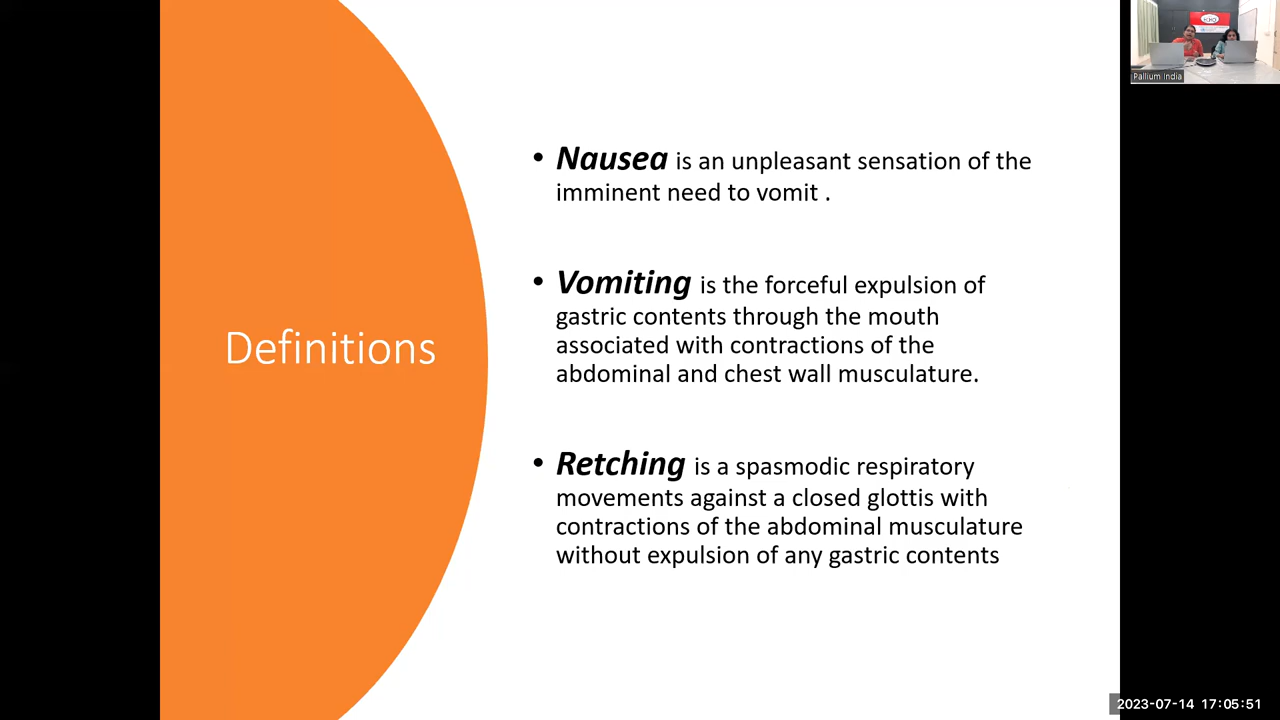 Definitions
• Nausea is an unpleasant sensation of the
imminent need to vomit .
• Vomiting is the forceful expulsion of
gastric contents through the mouth
associated with contractions of the
abdominal and chest wall musculature.
• Retching is a spasmodic respiratory
movements against a closed glottis with
contractions of the abdominal musculature
without expulsion of any gastric contents
Pallium India
2023-07-14 17:05:51